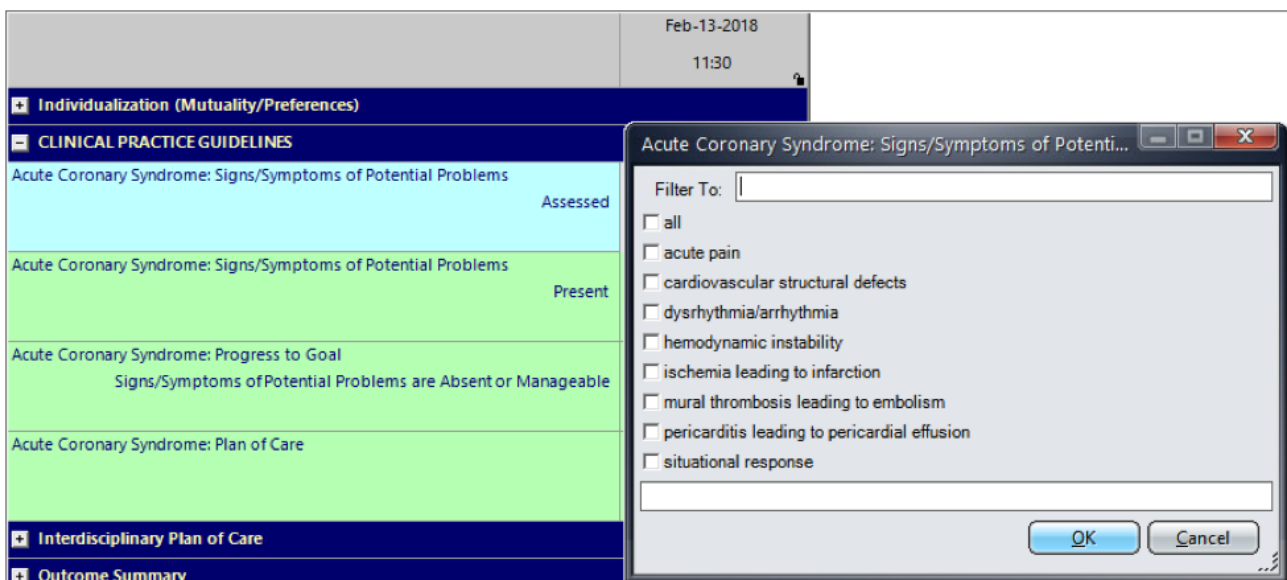 Feb-13-2018
11:30
Individualization (Mutuality/Preferences)
CLINICAL PRACTICE GUIDELINES
Acute Coronary Syndrome: Signs/Symptoms of Potential Problems
Assessed
Acute Coronary Syndrome: Signs/Symptoms of Potential Problems
Present
Acute Coronary Syndrome: Progress to Goal
Signs/Symptoms of Potential Problems are Absent or Manageable
Acute Coronary Syndrome: Plan of Care
Interdisciplinary Plan of Care
Outcome Summary
Acute Coronary Syndrome: Signs/Symptoms of Potenti...
Filter To:
all
acute pain
cardiovascular structural defects
dysrhythmia/arrhythmia
hemodynamic instability
ischemia leading to infarction
mural thrombosis leading to embolism
pericarditis leading to pericardial effusion
situational response
OK Cancel